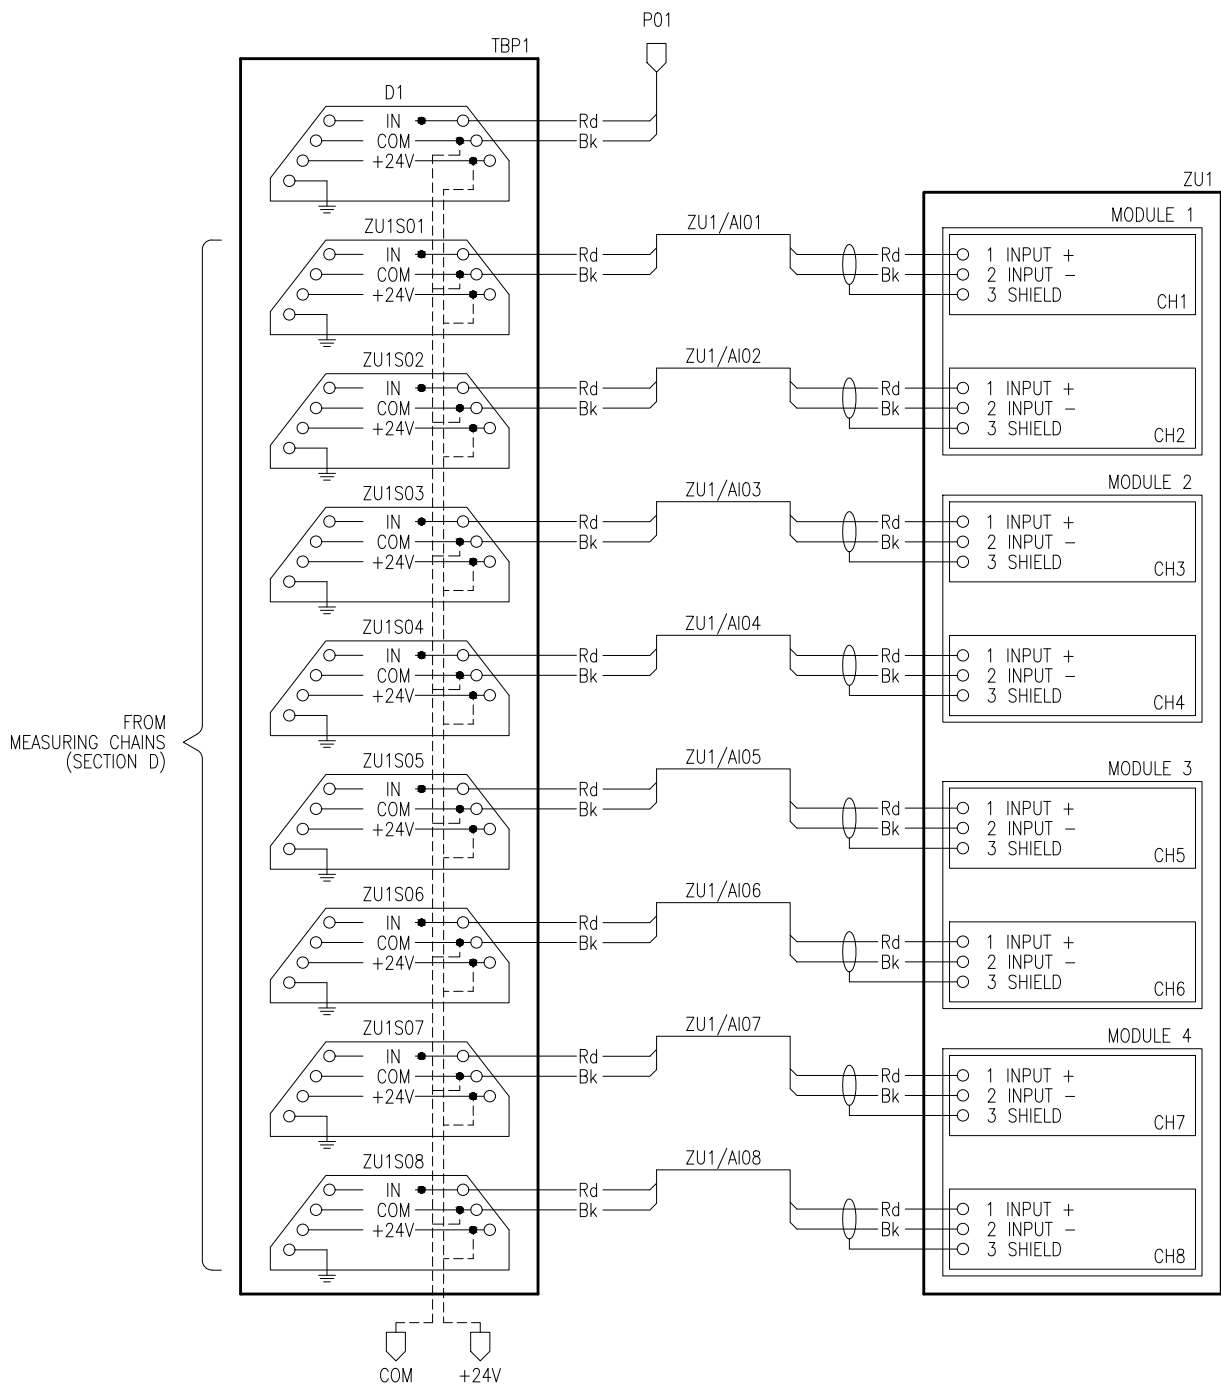 P01
TBP1
D1
IN
COM
+24V
Rd
Bk
ZU1
MODULE 1
ZU1S01
IN
COM
+24V
Rd
Bk
ZU1/AI01
Rd
Bk
1 INPUT +
2 INPUT −
3 SHIELD
CH1
ZU1S02
IN
COM
+24V
Rd
Bk
ZU1/AI02
Rd
Bk
1 INPUT +
2 INPUT −
3 SHIELD
CH2
MODULE 2
ZU1S03
IN
COM
+24V
Rd
Bk
ZU1/AI03
Rd
Bk
1 INPUT +
2 INPUT −
3 SHIELD
CH3
ZU1S04
IN
COM
+24V
Rd
Bk
ZU1/AI04
Rd
Bk
1 INPUT +
2 INPUT −
3 SHIELD
CH4
FROM
MEASURING CHAINS
(SECTION D)
MODULE 3
ZU1S05
IN
COM
+24V
Rd
Bk
ZU1/AI05
Rd
Bk
1 INPUT +
2 INPUT −
3 SHIELD
CH5
ZU1S06
IN
COM
+24V
Rd
Bk
ZU1/AI06
Rd
Bk
1 INPUT +
2 INPUT −
3 SHIELD
CH6
MODULE 4
ZU1S07
IN
COM
+24V
Rd
Bk
ZU1/AI07
Rd
Bk
1 INPUT +
2 INPUT −
3 SHIELD
CH7
ZU1S08
IN
COM
+24V
Rd
Bk
ZU1/AI08
Rd
Bk
1 INPUT +
2 INPUT −
3 SHIELD
CH8
COM
+24V